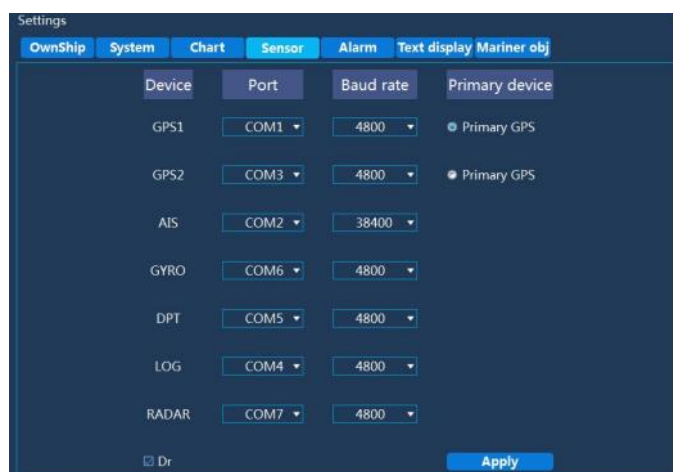 Settings
OwnShip System Chart Sensor Alarm Text display Mariner obj
Device Port Baud rate Primary device
GPS1 COM1 4800 Primary GPS
GPS2 COM3 4800 Primary GPS
AIS COM2 38400
GYRO COM6 4800
DPT COM5 4800
LOG COM4 4800
RADAR COM7 4800
Dr Apply